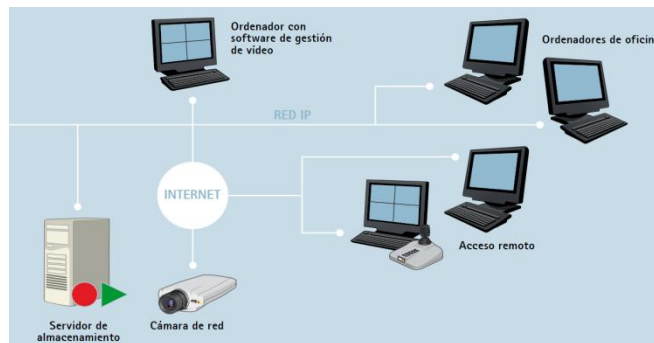 Ordenador con
software de gestión
de vídeo
Ordenadores de oficin
RED IP
INTERNET
Acceso remoto
Servidor de
almacenamiento
Cámara de red